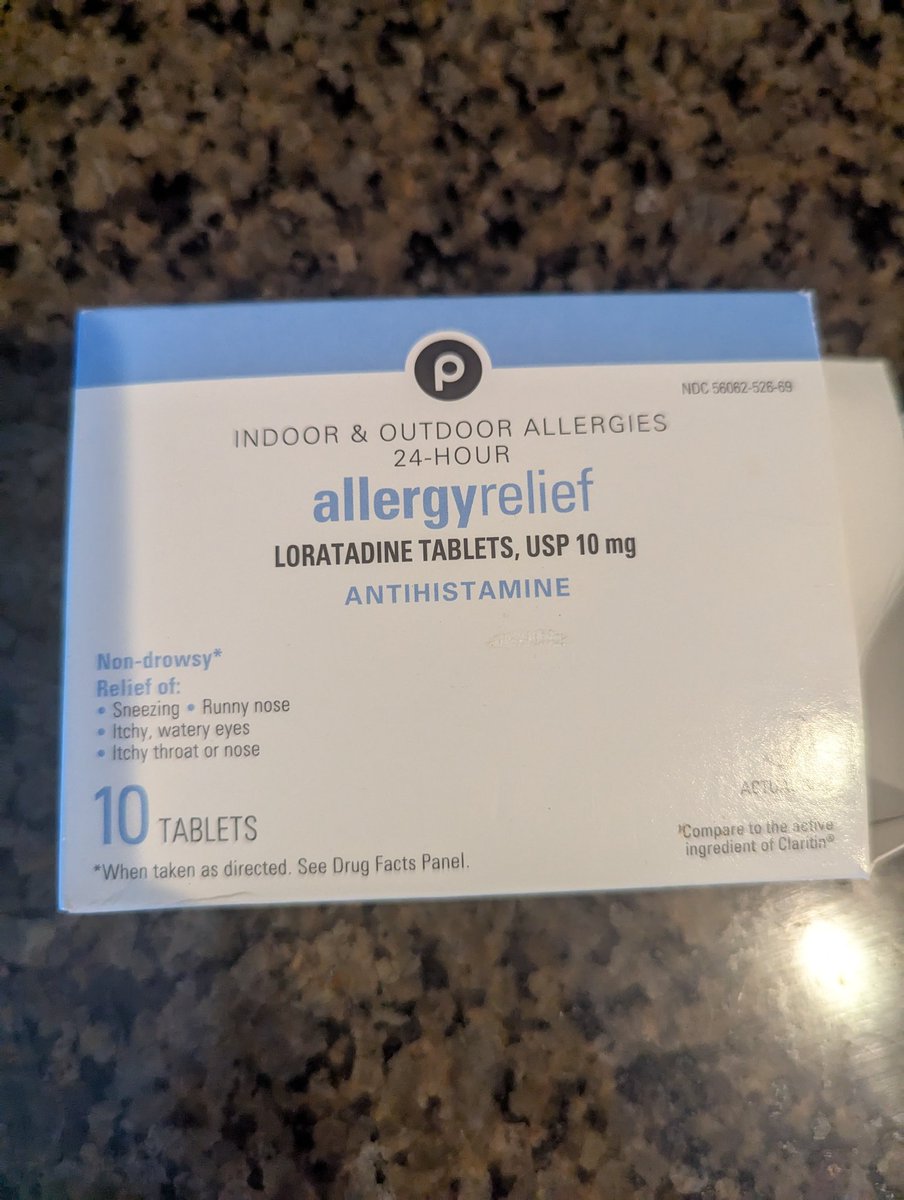 p
NDC 56062-526-69
INDOOR & OUTDOOR ALLERGIES
24-HOUR
allergyrelief
LORATADINE TABLETS, USP 10 mg
ANTIHISTAMINE
Non-drowsy*
Relief of:
• Sneezing • Runny nose
• Itchy, watery eyes
• Itchy throat or nose
10 TABLETS
*When taken as directed. See Drug Facts Panel.
Compare to the active
ingredient of Claritin®